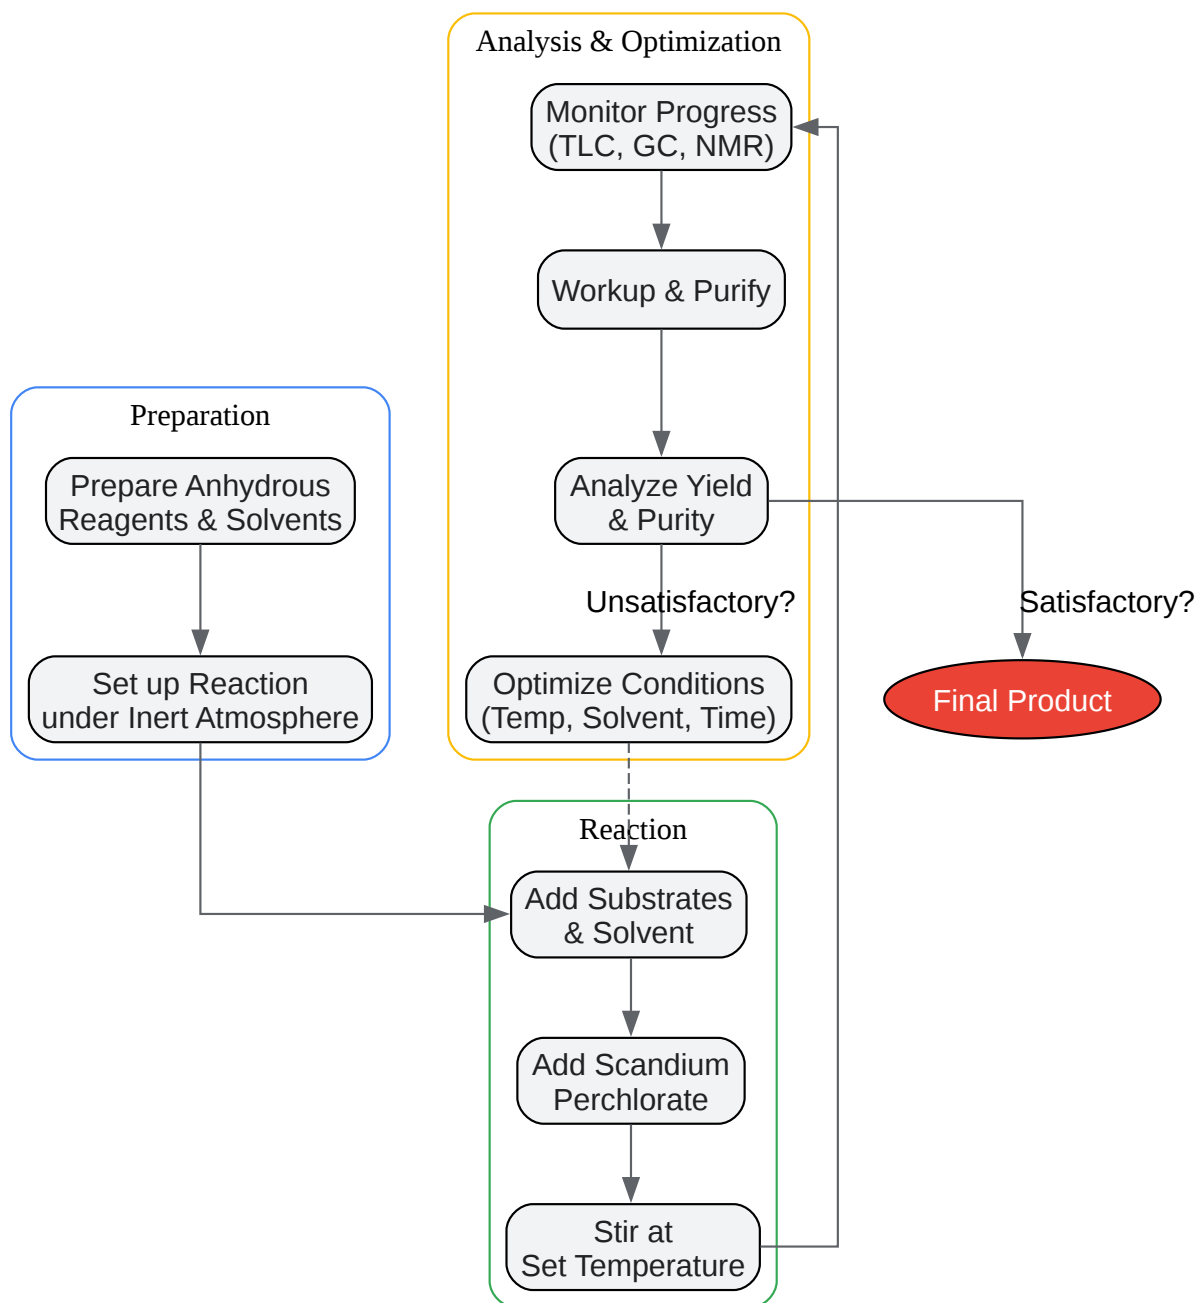 Analysis & Optimization
Monitor Progress
(TLC, GC, NMR)
Workup & Purify
Preparation
Prepare Anhydrous
Reagents & Solvents
Analyze Yield
& Purity
Unsatisfactory?
Satisfactory?
Set up Reaction
under Inert Atmosphere
Optimize Conditions
(Temp, Solvent, Time)
Final Product
Reaction
Add Substrates
& Solvent
Add Scandium
Perchlorate
Stir at
Set Temperature